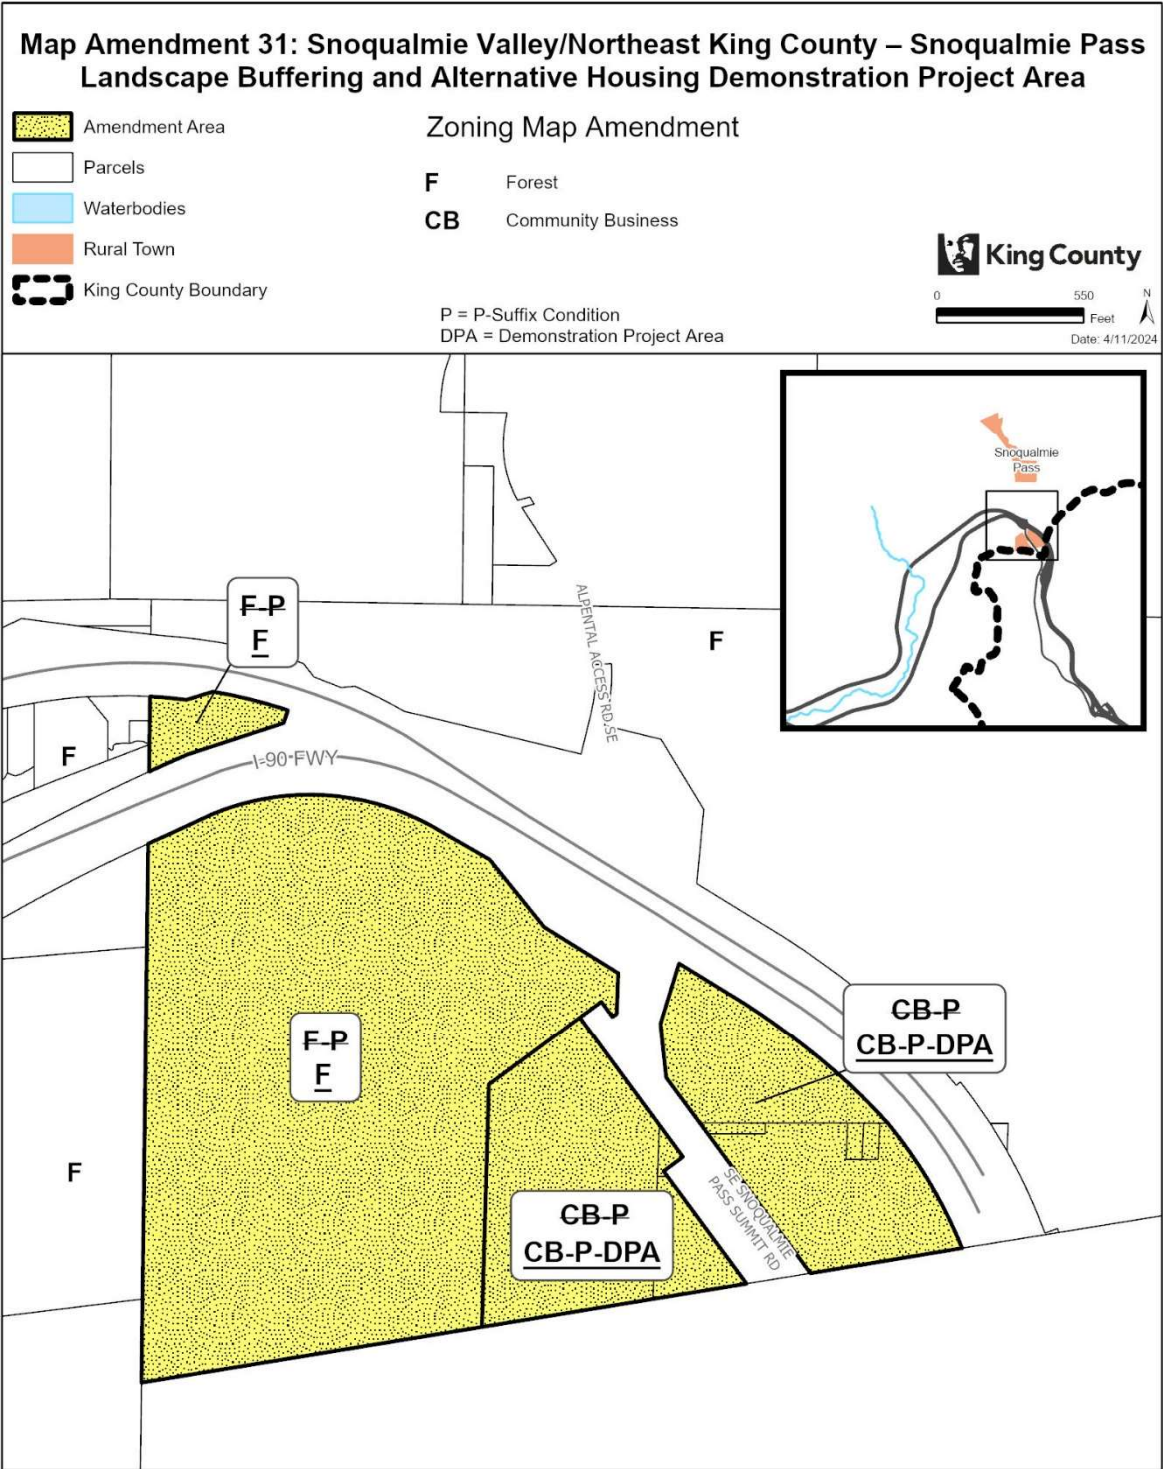 Map Amendment 31: Snoqualmie Valley/Northeast King County – Snoqualmie Pass
Landscape Buffering and Alternative Housing Demonstration Project Area
Amendment Area
Parcels
Waterbodies
Rural Town
King County Boundary
Zoning Map Amendment
F Forest
CB Community Business
P = P-Suffix Condition
DPA = Demonstration Project Area
King County
0 550
Feet
N
Date: 4/11/2024
Snoqualmie
Pass
F-P
F
ALPENTAL ACCESS RD SE
F
F
I-90 FWY
CB-P
CB-P-DPA
F-P
F
F
CB-P
CB-P-DPA
SE SNOQUALMIE
PASS SUMMIT RD